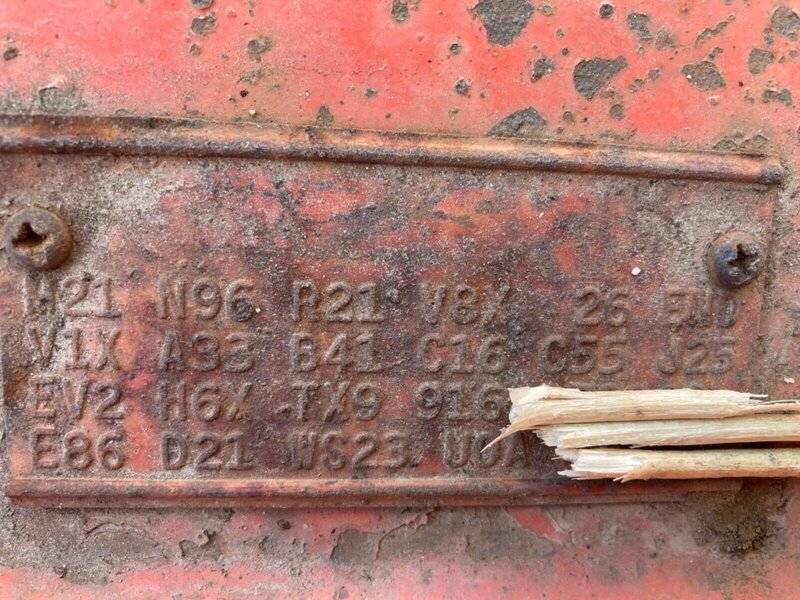 M21 N96 R21 V8X 26 END
V1X A33 B41 C16 C55 J25
EV2 H6X TX9 916
E86 D21 WS23 U0A